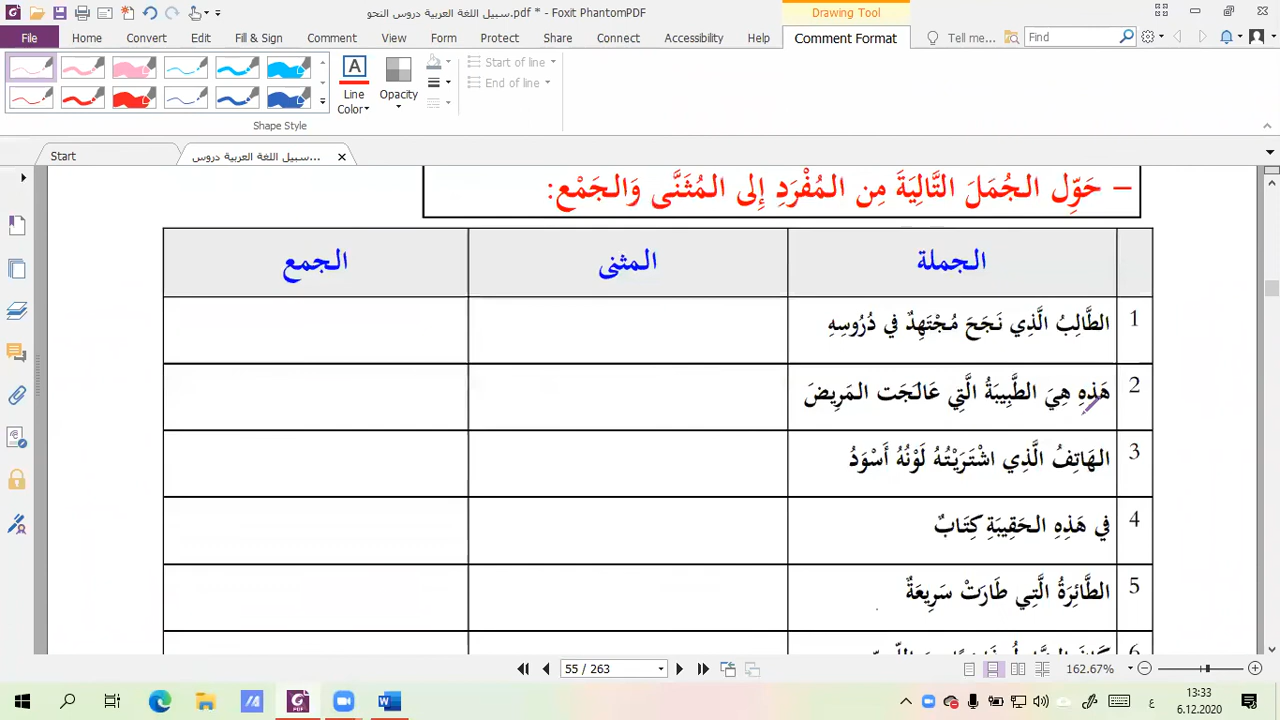 سبيل اللغة العربية دروس النحو.pdf * - Foxit PhantomPDF
Drawing Tool
File Home Convert Edit Fill & Sign Comment View Form Protect Share Connect Accessibility Help Comment Format Tell me... Find
Start of line
End of line
Line Color
Opacity
Shape Style
Start
سبيل اللغة العربية دروس...
– حَوِّل الجُمَلَ التَّالِيَةَ مِن المُفْرَدِ إِلى المُثَنَّى وَالجَمْع:
الجملة المثنى الجمع
1 الطَّالِبُ الَّذِي نَجَحَ مُجْتَهِدٌ في دُرُوسِهِ
2 هَذِهِ هِيَ الطَّبِيبَةُ الَّتِي عَالَجَت المَرِيضَ
3 الهَاتِفُ الَّذِي اشْتَرَيْتُهُ لَوْنُهُ أَسْوَدُ
4 في هَذِهِ الحَقِيبَةِ كِتَابٌ
5 الطَّائِرَةُ الَّتِي طَارَتْ سَرِيعَةٌ
6
55 / 263
162.67%
13:33
6.12.2020
ع